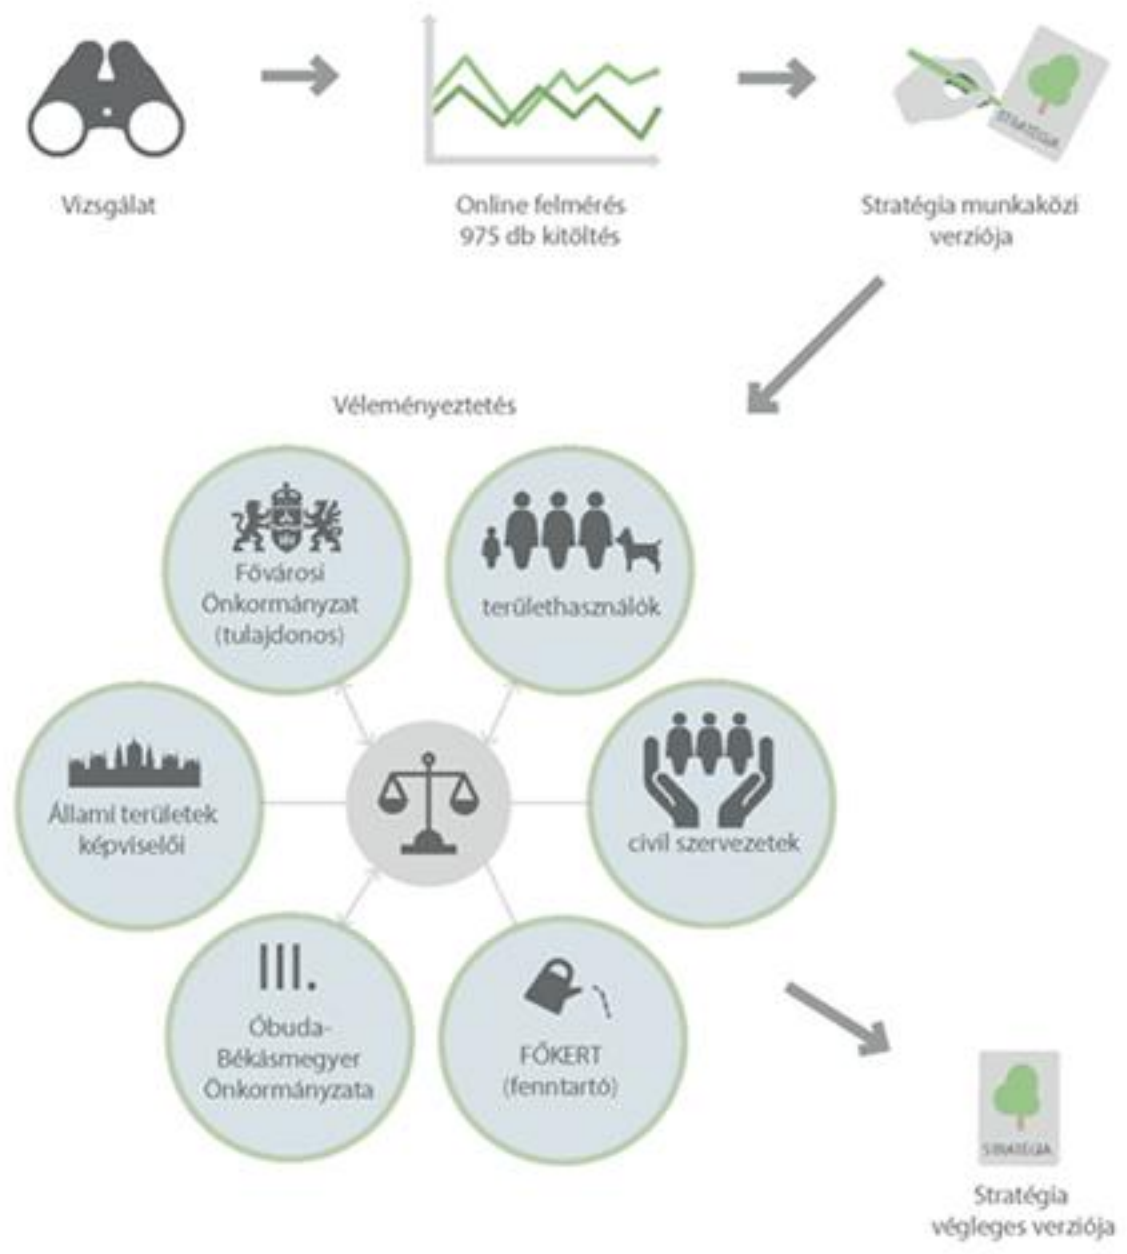 Vizsgálat
Online felmérés
975 db kitöltés
STRATÉGIA
Stratégia munkaközi
verziója
Véleményeztetés
Fővárosi
Önkormányzat
(tulajdonos)
területhasználók
Állami területek
képviselői
civil szervezetek
III.
Óbuda-
Békásmegyer
Önkormányzata
FŐKERT
(fenntartó)
STRATÉGIA
Stratégia
végleges verziója